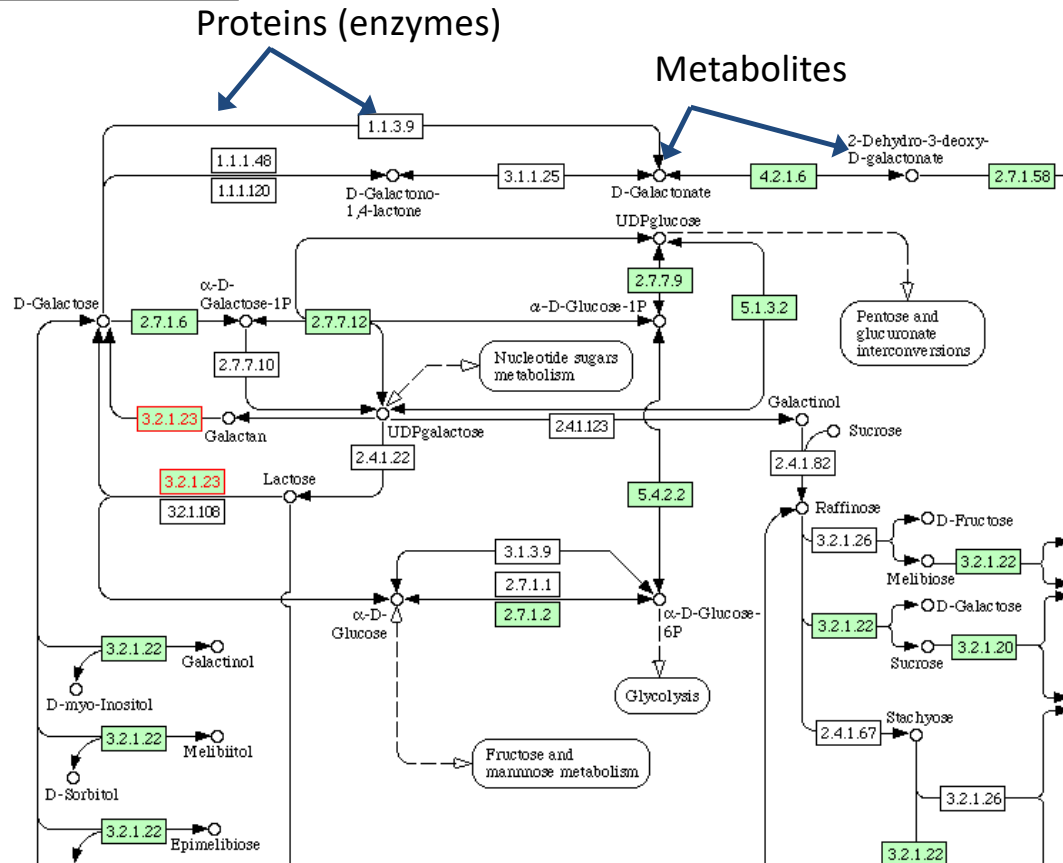 Proteins (enzymes)
Metabolites
1.1.3.9
2-Dehydro-3-deoxy-
D-galactonate
1.1.1.48
1.1.1.120
D-Galactono-
1,4-lactone
3.1.1.25
D-Galactonate
4.2.1.6
2.7.1.58
UDPglucose
2.7.7.9
5.1.3.2
Pentose and
glucuronate
interconversions
D-Galactose
2.7.1.6
α-D-
Galactose-1P
2.7.7.12
α-D-Glucose-1P
2.7.7.10
Nucleotide sugars
metabolism
3.2.1.23
Galactan
UDPgalactose
2.4.1.123
Galactinol
Sucrose
2.4.1.22
2.4.1.82
3.2.1.23
3.2.1.108
Lactose
5.4.2.2
Raffinose
3.2.1.26
D-Fructose
Melibiose
3.2.1.22
3.1.3.9
2.7.1.1
2.7.1.2
α-D-
Glucose
α-D-Glucose-
6P
3.2.1.22
D-Galactose
Sucrose
3.2.1.20
3.2.1.22
Galactinol
D-myo-Inositol
Glycolysis
3.2.1.22
Melibiitol
D-Sorbitol
Fructose and
mannnose metabolism
2.4.1.67
Stachyose
3.2.1.26
3.2.1.22
Epimelibiose
3.2.1.22